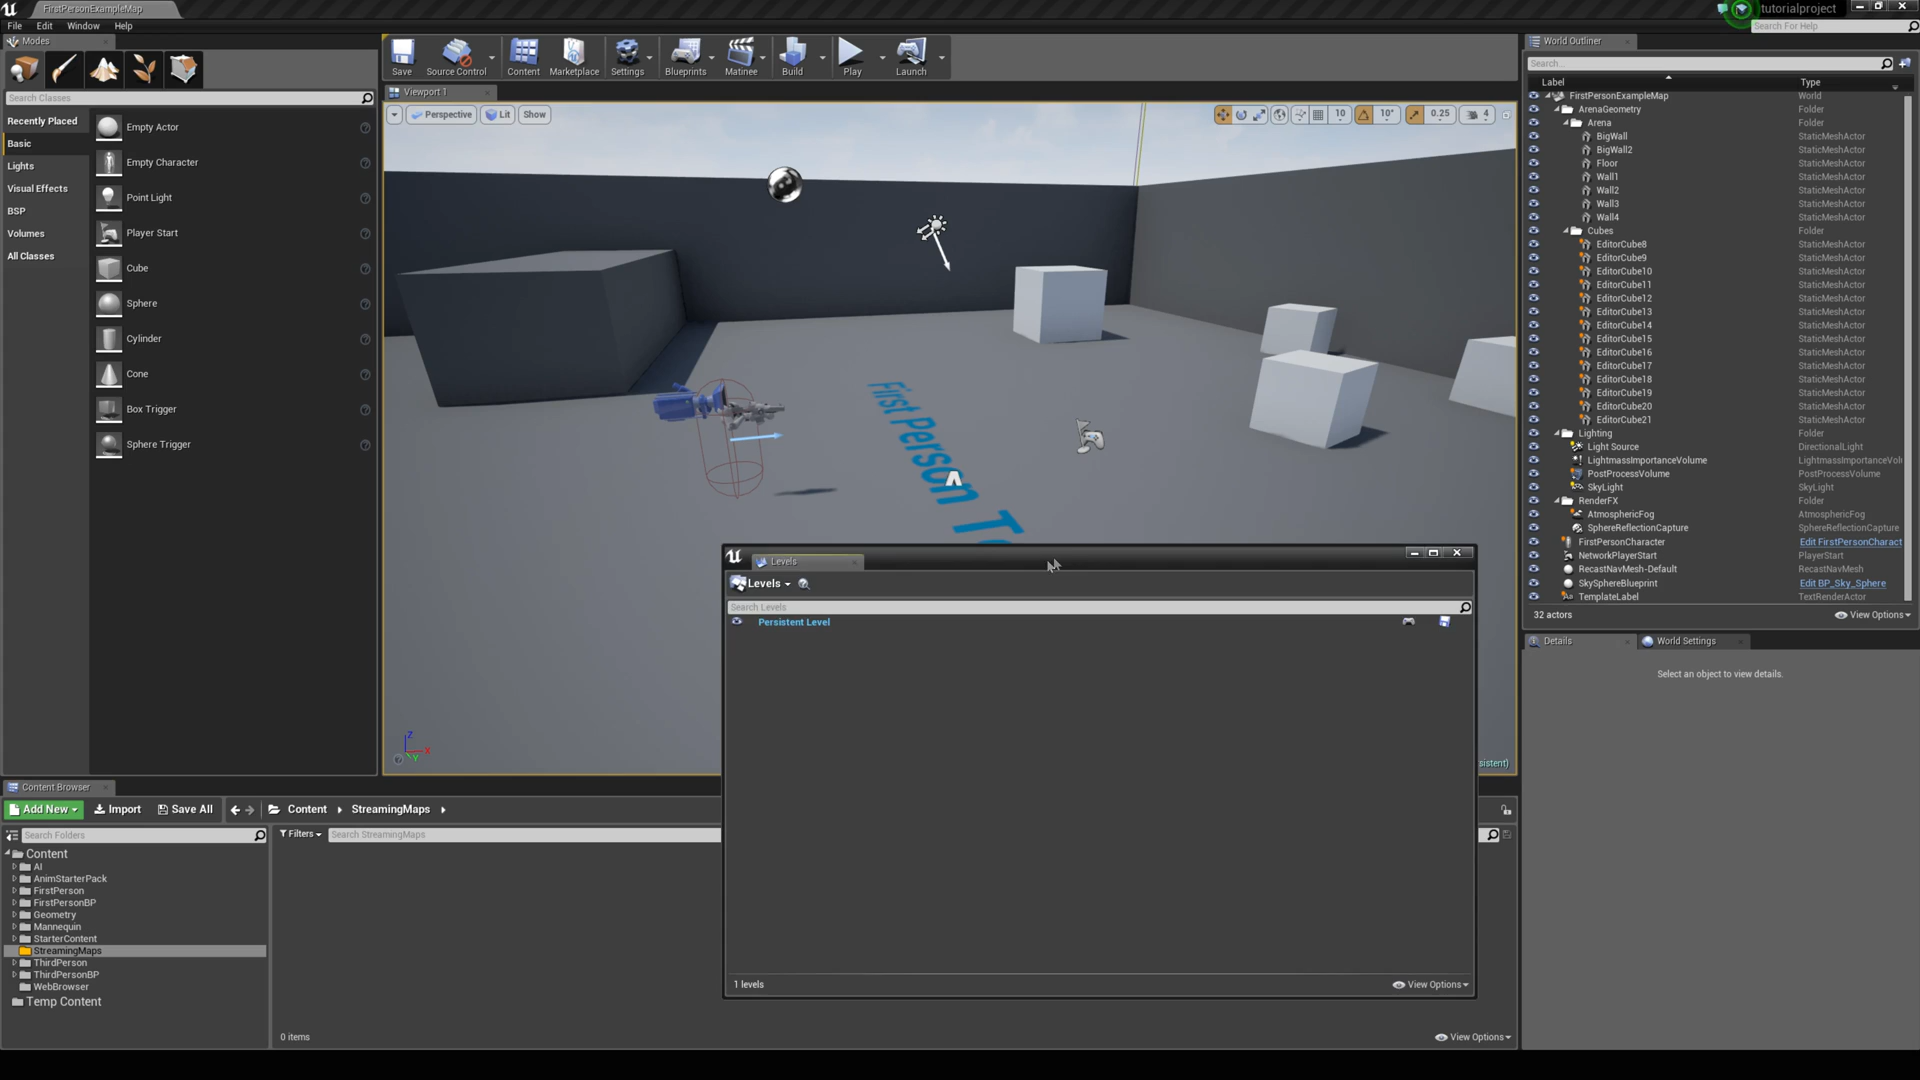 FirstPersonExampleMap
tutorialproject
File Edit Window Help
Search For Help
Modes
Search Classes
Recently Placed
Basic
Lights
Visual Effects
BSP
Volumes
All Classes
Empty Actor
Empty Character
Point Light
Player Start
Cube
Sphere
Cylinder
Cone
Box Trigger
Sphere Trigger
Save Source Control Content Marketplace Settings Blueprints Matinee Build Play Launch
Viewport 1
Perspective Lit Show
10 10° 0.25 4
First Person Te
Z
X
Y
sistent)
Levels
Levels
Search Levels
Persistent Level
1 levels
View Options
World Outliner
Search...
Label Type
FirstPersonExampleMap World
ArenaGeometry Folder
Arena Folder
BigWall StaticMeshActor
BigWall2 StaticMeshActor
Floor StaticMeshActor
Wall1 StaticMeshActor
Wall2 StaticMeshActor
Wall3 StaticMeshActor
Wall4 StaticMeshActor
Cubes Folder
EditorCube8 StaticMeshActor
EditorCube9 StaticMeshActor
EditorCube10 StaticMeshActor
EditorCube11 StaticMeshActor
EditorCube12 StaticMeshActor
EditorCube13 StaticMeshActor
EditorCube14 StaticMeshActor
EditorCube15 StaticMeshActor
EditorCube16 StaticMeshActor
EditorCube17 StaticMeshActor
EditorCube18 StaticMeshActor
EditorCube19 StaticMeshActor
EditorCube20 StaticMeshActor
EditorCube21 StaticMeshActor
Lighting Folder
Light Source DirectionalLight
LightmassImportanceVolume LightmassImportanceVolu
PostProcessVolume PostProcessVolume
SkyLight SkyLight
RenderFX Folder
AtmosphericFog AtmosphericFog
SphereReflectionCapture SphereReflectionCapture
FirstPersonCharacter Edit FirstPersonCharact
NetworkPlayerStart PlayerStart
RecastNavMesh-Default RecastNavMesh
SkySphereBlueprint Edit BP_Sky_Sphere
TemplateLabel TextRenderActor
32 actors View Options
Details World Settings
Select an object to view details.
Content Browser
Add New Import Save All Content StreamingMaps
Search Folders
Filters Search StreamingMaps
Content
AI
AnimStarterPack
FirstPerson
FirstPersonBP
Geometry
Mannequin
StarterContent
StreamingMaps
ThirdPerson
ThirdPersonBP
WebBrowser
Temp Content
0 items View Options